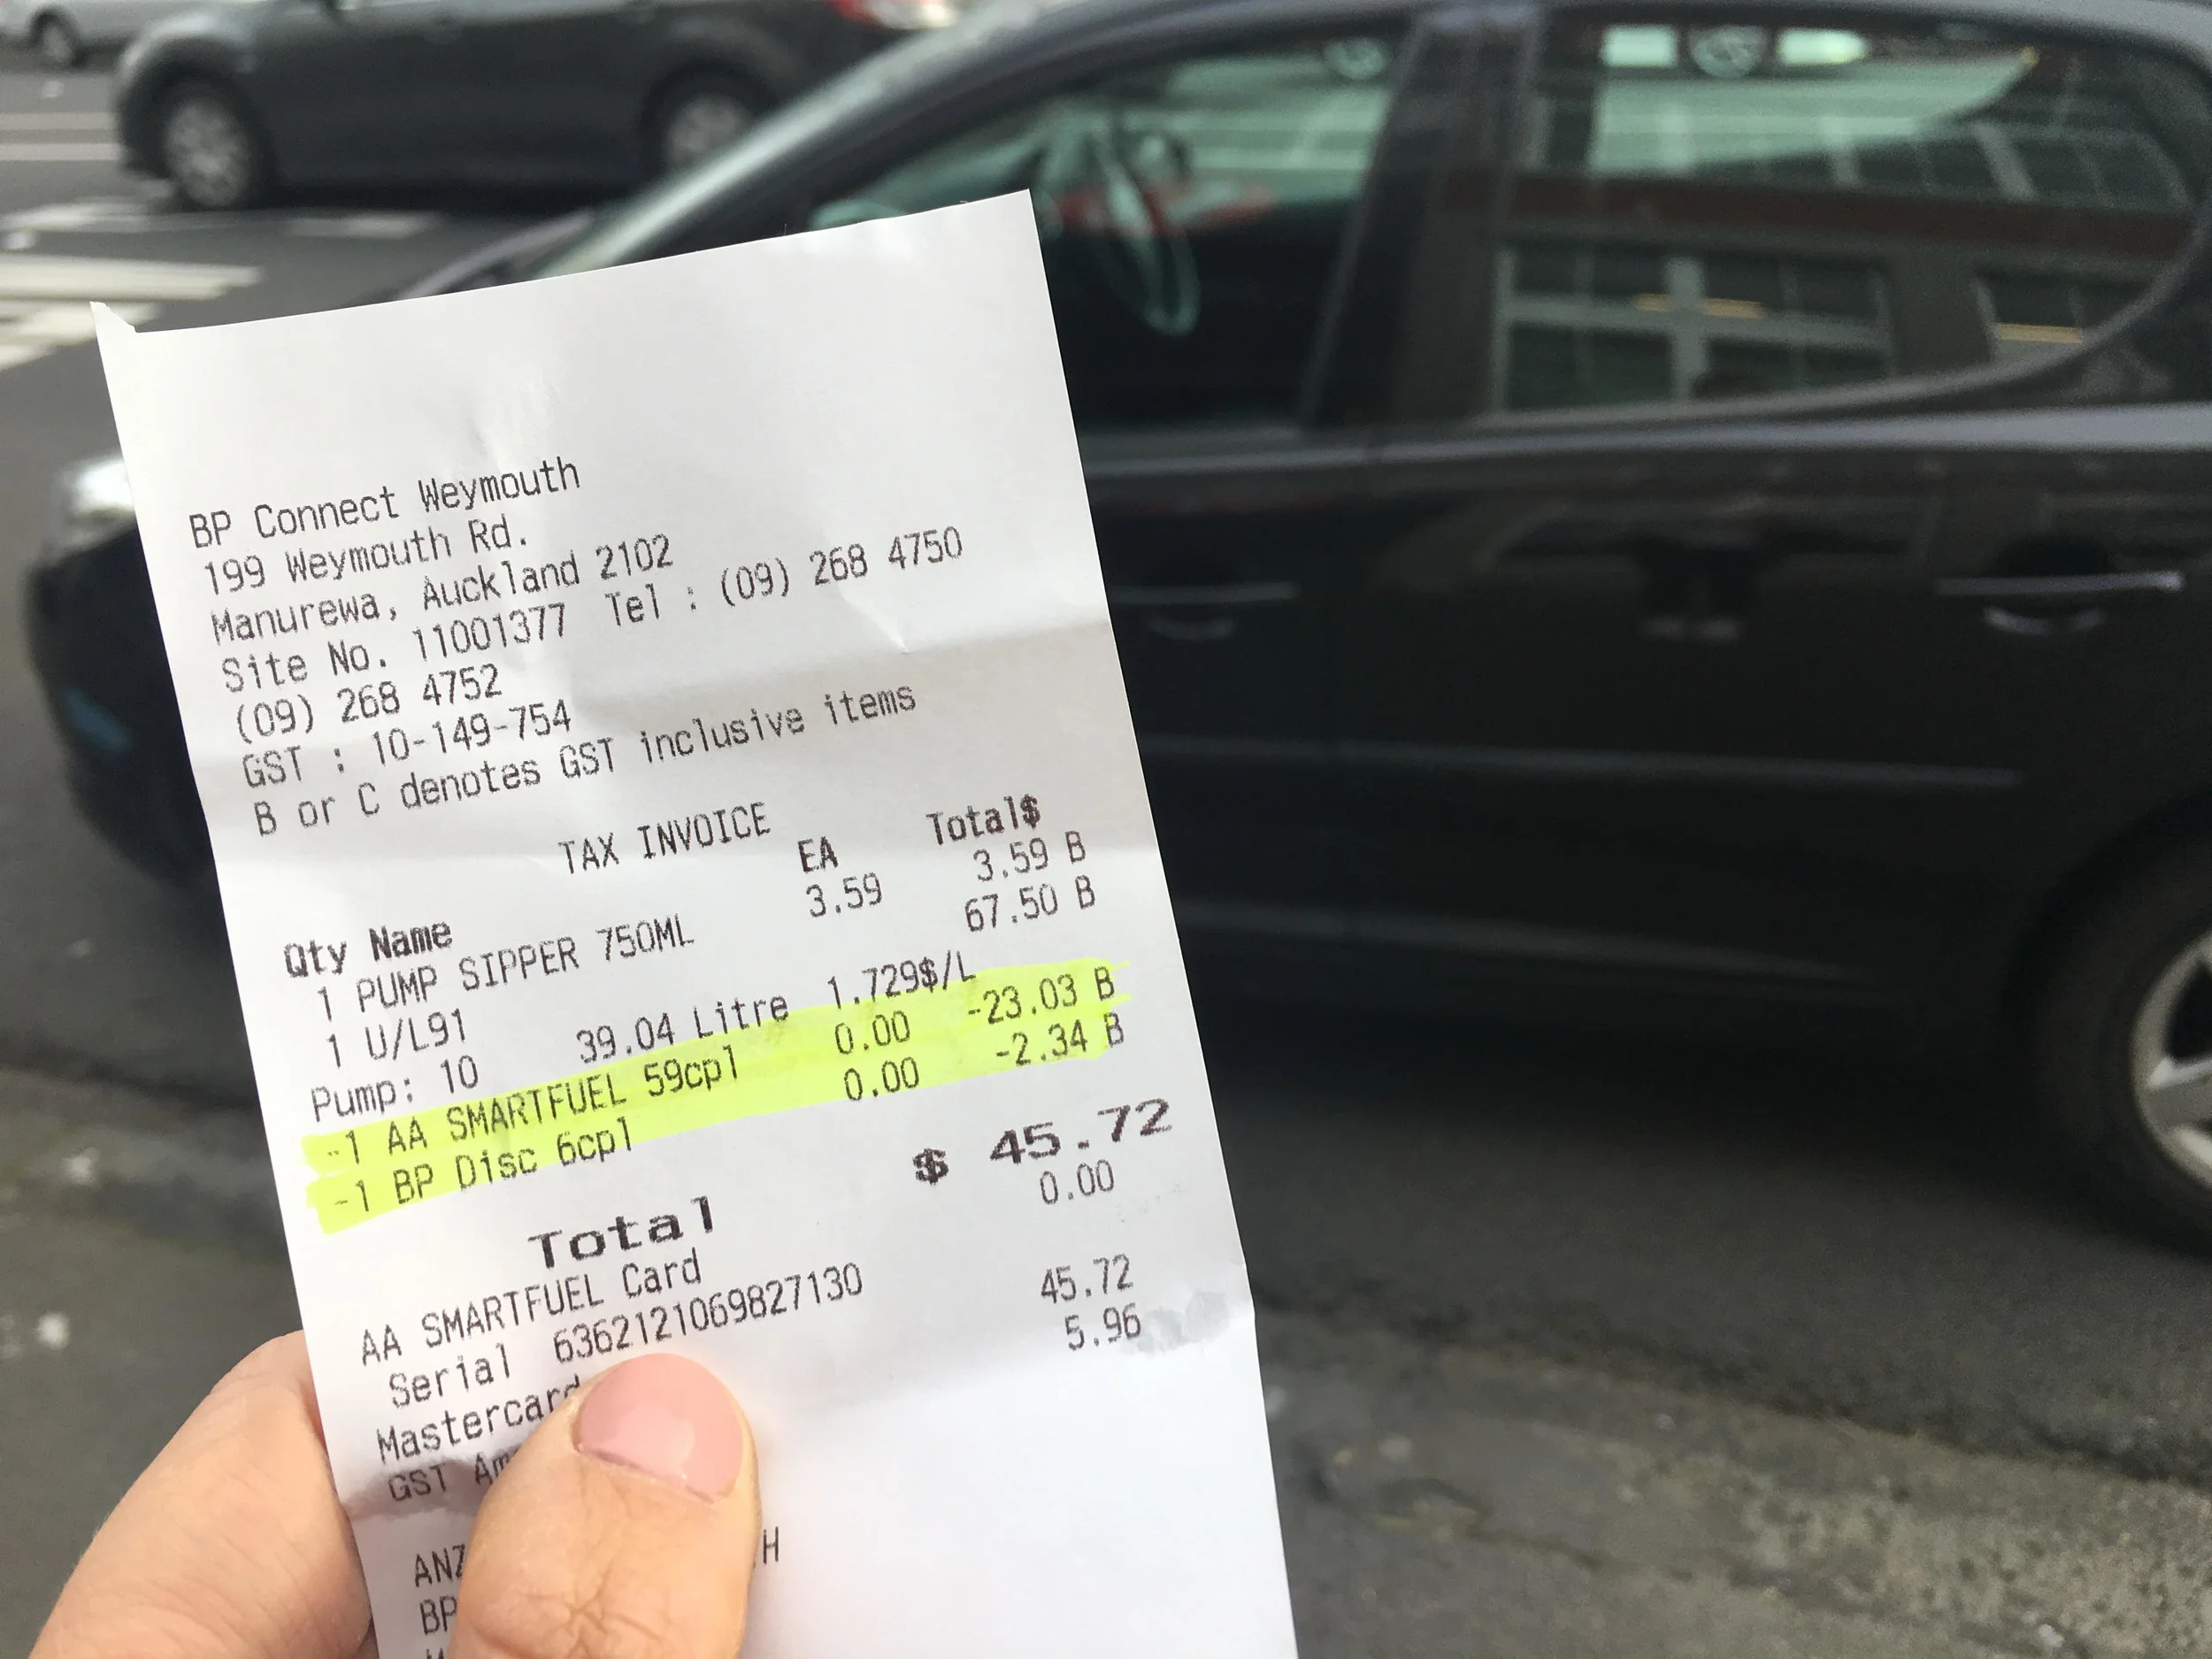 BP Connect Weymouth
199 Weymouth Rd.
Manurewa, Auckland 2102
Site No. 11001377 Tel : (09) 268 4750
(09) 268 4752
GST : 10-149-754
B or C denotes GST inclusive items
TAX INVOICE
Qty Name EA Total$
1 PUMP SIPPER 750ML 3.59 3.59 B
1 U/L91 67.50 B
Pump: 10 39.04 Litre 1.729$/L
-1 AA SMARTFUEL 59cpl 0.00 -23.03 B
-1 BP Disc 6cpl 0.00 -2.34 B
Total $ 45.72
AA SMARTFUEL Card 0.00
Serial 6362121069827130
Mastercard 45.72
GST 5.96